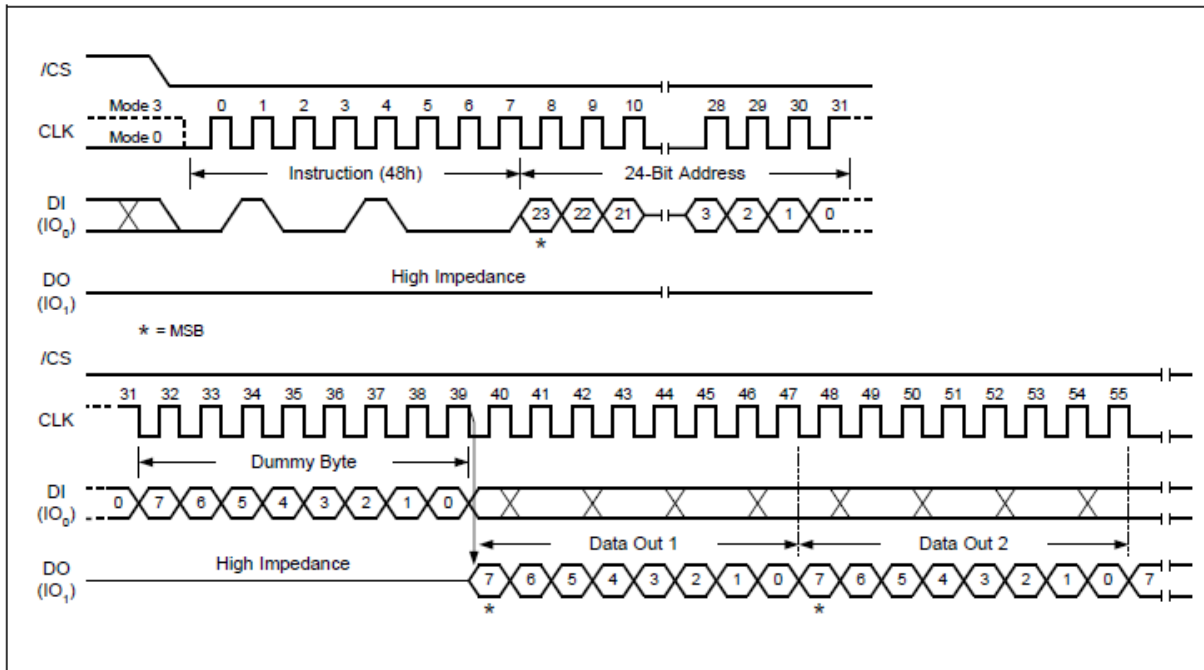 /CS
Mode 3 0 1 2 3 4 5 6 7 8 9 10 28 29 30 31
CLK
Mode 0
Instruction (48h) 24-Bit Address
DI
(IO0) 23 22 21 3 2 1 0
*
DO High Impedance
(IO1)
* = MSB
/CS
31 32 33 34 35 36 37 38 39 40 41 42 43 44 45 46 47 48 49 50 51 52 53 54 55
CLK
Dummy Byte
DI
(IO0) 0 7 6 5 4 3 2 1 0
Data Out 1 Data Out 2
DO High Impedance
(IO1) 7 6 5 4 3 2 1 0 7 6 5 4 3 2 1 0 7
* *